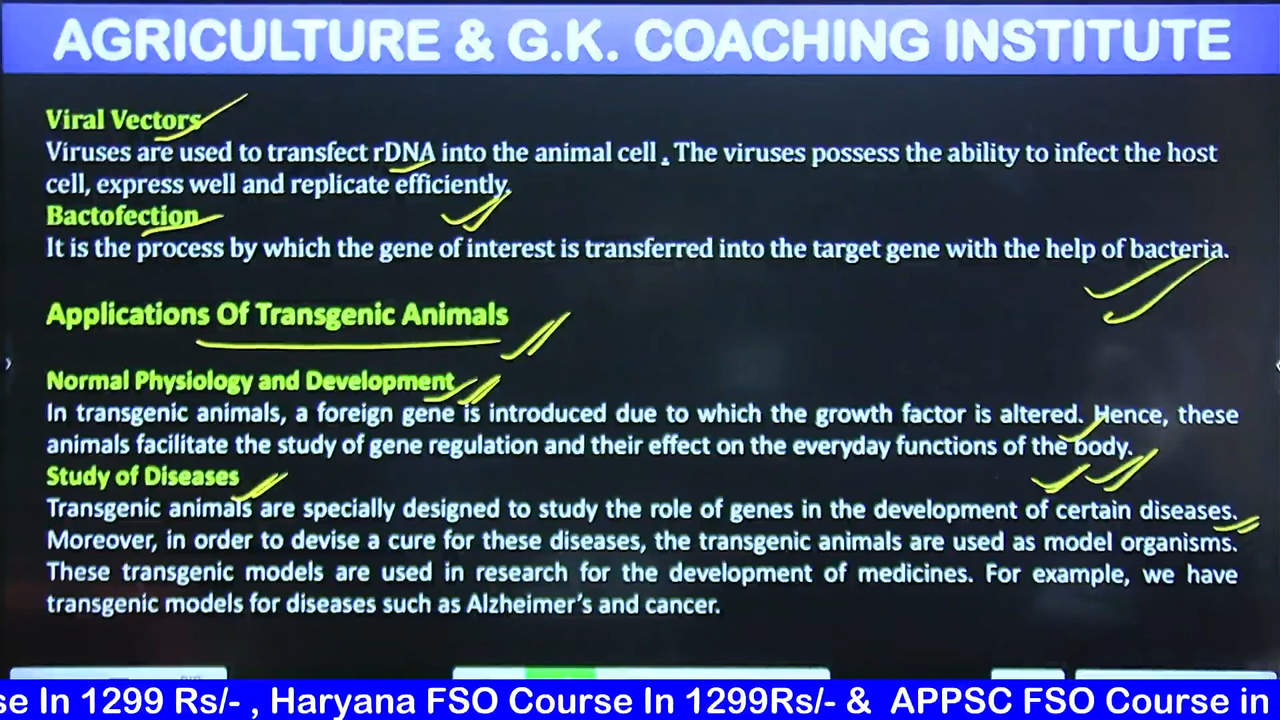 AGRICULTURE & G.K. COACHING INSTITUTE
Viral Vectors
Viruses are used to transfect rDNA into the animal cell . The viruses possess the ability to infect the host
cell, express well and replicate efficiently.
Bactofection
It is the process by which the gene of interest is transferred into the target gene with the help of bacteria.
Applications Of Transgenic Animals
Normal Physiology and Development
In transgenic animals, a foreign gene is introduced due to which the growth factor is altered. Hence, these
animals facilitate the study of gene regulation and their effect on the everyday functions of the body.
Study of Diseases
Transgenic animals are specially designed to study the role of genes in the development of certain diseases.
Moreover, in order to devise a cure for these diseases, the transgenic animals are used as model organisms.
These transgenic models are used in research for the development of medicines. For example, we have
transgenic models for diseases such as Alzheimer's and cancer.
se In 1299 Rs/- , Haryana FSO Course In 1299Rs/- & APPSC FSO Course in